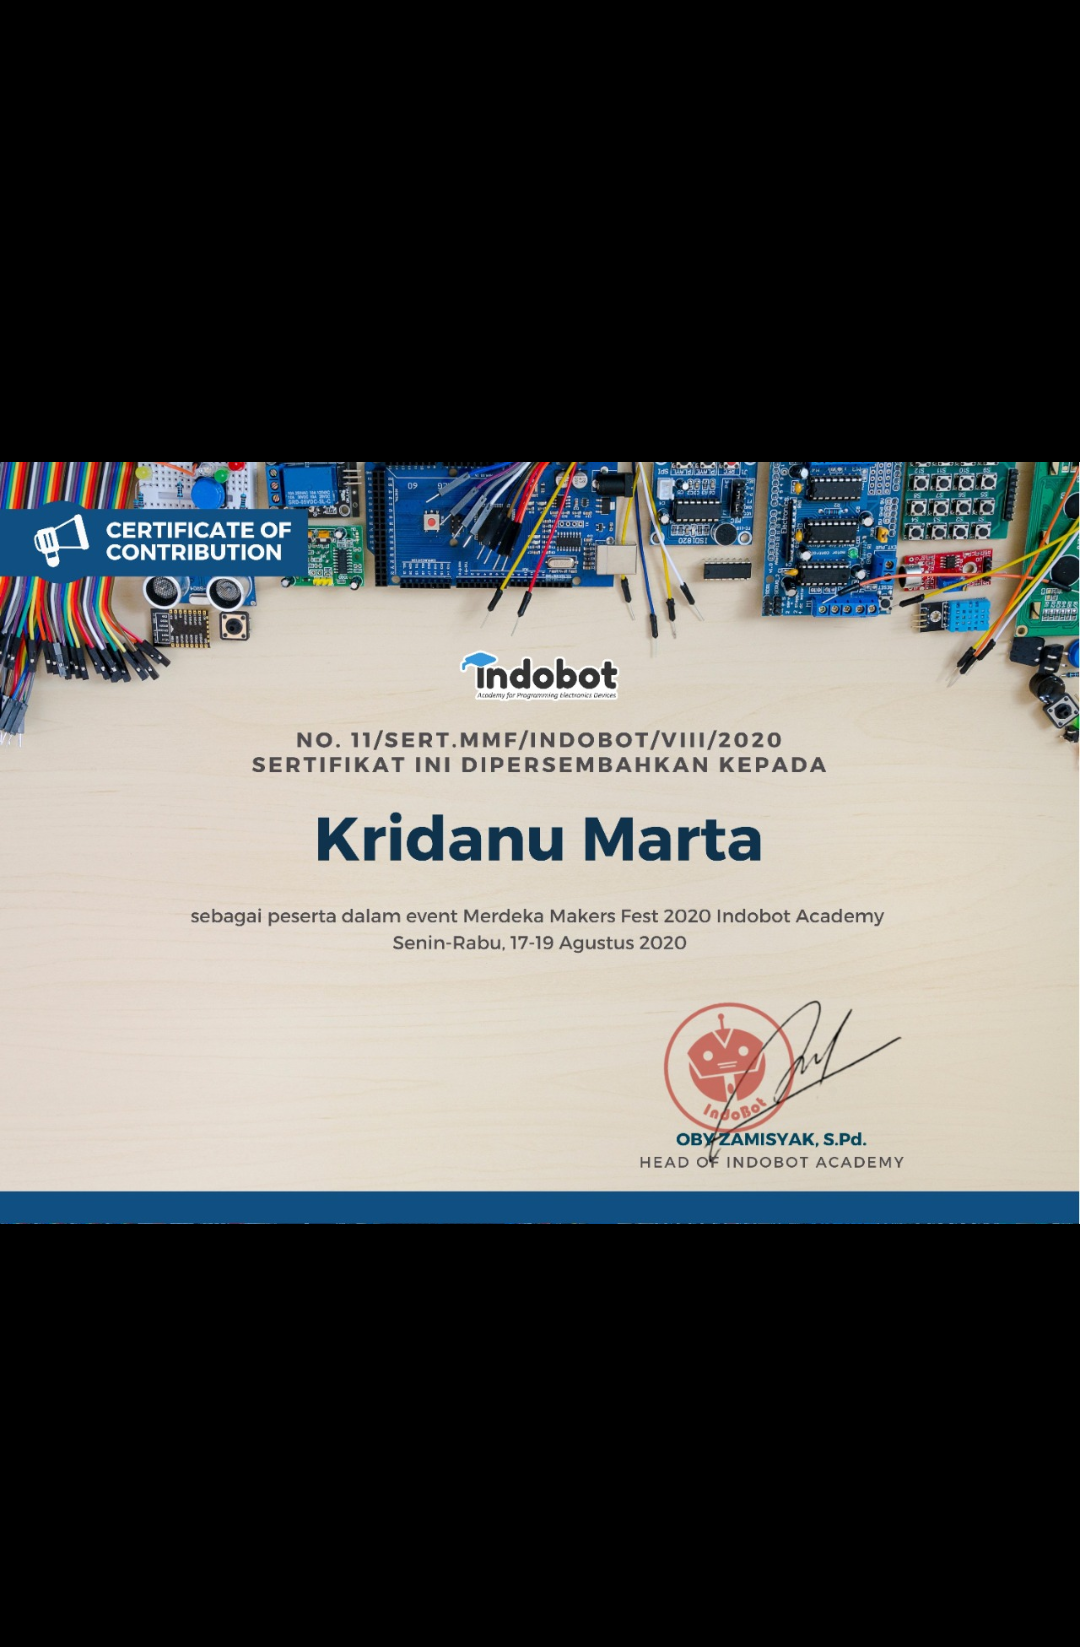 CERTIFICATE OF
CONTRIBUTION
indobot
Academy for Programming Electronics Devices
NO. 11/SERT.MMF/INDOBOT/VIII/2020
SERTIFIKAT INI DIPERSEMBAHKAN KEPADA
Kridanu Marta
sebagai peserta dalam event Merdeka Makers Fest 2020 Indobot Academy
Senin-Rabu, 17-19 Agustus 2020
IndoBot
OBY ZAMISYAK, S.Pd.
HEAD OF INDOBOT ACADEMY